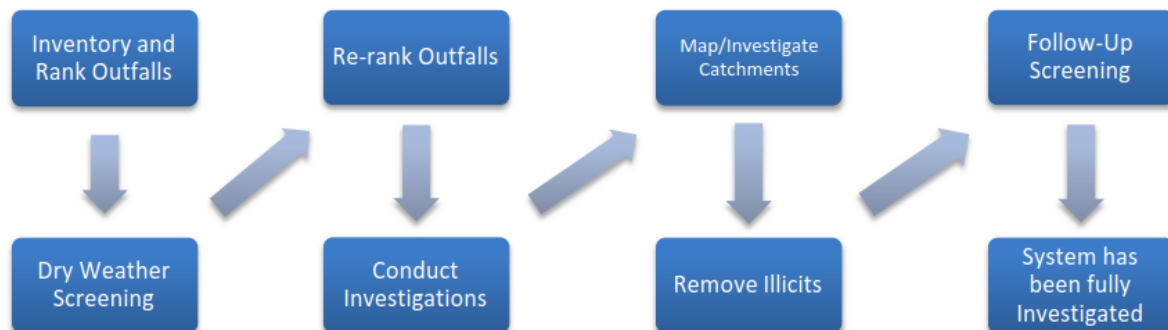 Inventory and
Rank Outfalls
Dry Weather
Screening
Re-rank Outfalls
Conduct
Investigations
Map/Investigate
Catchments
Remove Illicits
Follow-Up
Screening
System has
been fully
Investigated